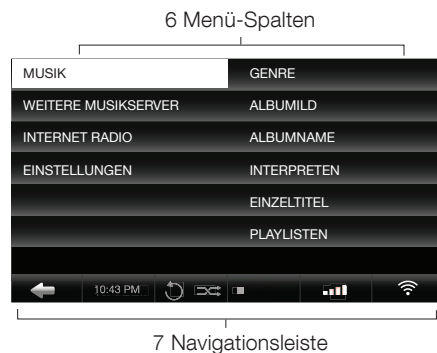 6 Menü-Spalten
MUSIK
WEITERE MUSIKSERVER
INTERNET RADIO
EINSTELLUNGEN
GENRE
ALBUMILD
ALBUMNAME
INTERPRETEN
EINZELTITEL
PLAYLISTEN
10:43 PM
7 Navigationsleiste